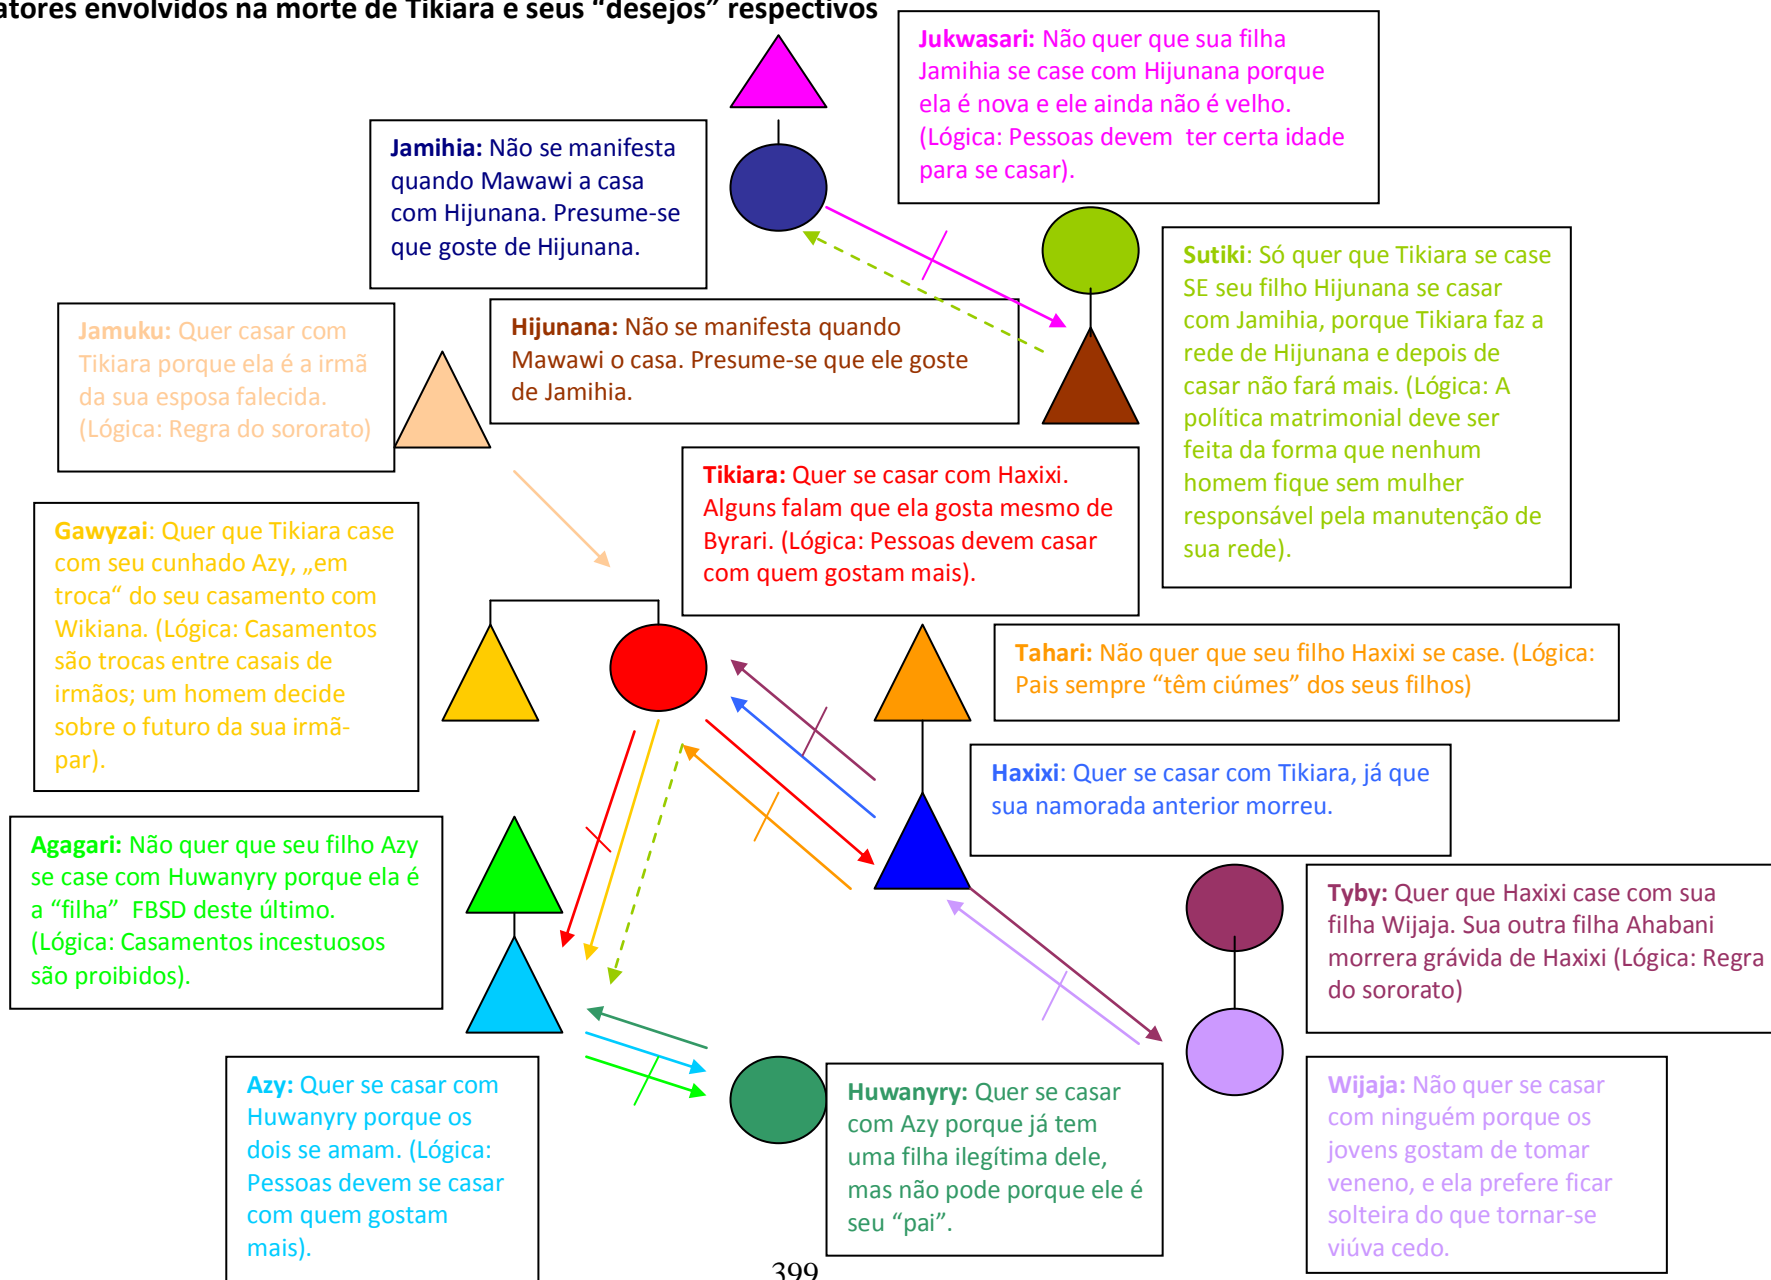 atores envolvidos na morte de Tikiara e seus “desejos” respectivos
Jukwasari: Não quer que sua filha
Jamihia se case com Hijunana porque
ela é nova e ele ainda não é velho.
(Lógica: Pessoas devem ter certa idade
para se casar).
Jamihia: Não se manifesta
quando Mawawi a casa
com Hijunana. Presume-se
que goste de Hijunana.
Sutiki: Só quer que Tikiara se case
SE seu filho Hijunana se casar
com Jamihia, porque Tikiara faz a
rede de Hijunana e depois de
casar não fará mais. (Lógica: A
política matrimonial deve ser
feita da forma que nenhum
homem fique sem mulher
responsável pela manutenção de
sua rede).
Jamuku: Quer casar com
Tikiara porque ela é a irmã
da sua esposa falecida.
(Lógica: Regra do sororato)
Hijunana: Não se manifesta quando
Mawawi o casa. Presume-se que ele goste
de Jamihia.
Tikiara: Quer se casar com Haxixi.
Alguns falam que ela gosta mesmo de
Byrari. (Lógica: Pessoas devem casar
com quem gostam mais).
Gawyzai: Quer que Tikiara case
com seu cunhado Azy, „em
troca“ do seu casamento com
Wikiana. (Lógica: Casamentos
são trocas entre casais de
irmãos; um homem decide
sobre o futuro da sua irmã-
par).
Tahari: Não quer que seu filho Haxixi se case. (Lógica:
Pais sempre “têm ciúmes” dos seus filhos)
Haxixi: Quer se casar com Tikiara, já que
sua namorada anterior morreu.
Agagari: Não quer que seu filho Azy
se case com Huwanyry porque ela é
a “filha” FBSD deste último.
(Lógica: Casamentos incestuosos
são proibidos).
Tyby: Quer que Haxixi case com sua
filha Wijaja. Sua outra filha Ahabani
morrera grávida de Haxixi (Lógica: Regra
do sororato)
Azy: Quer se casar com
Huwanyry porque os
dois se amam. (Lógica:
Pessoas devem se casar
com quem gostam
mais).
Huwanyry: Quer se casar
com Azy porque já tem
uma filha ilegítima dele,
mas não pode porque ele é
seu “pai”.
Wijaja: Não quer se casar
com ninguém porque os
jovens gostam de tomar
veneno, e ela prefere ficar
solteira do que tornar-se
viúva cedo.
399